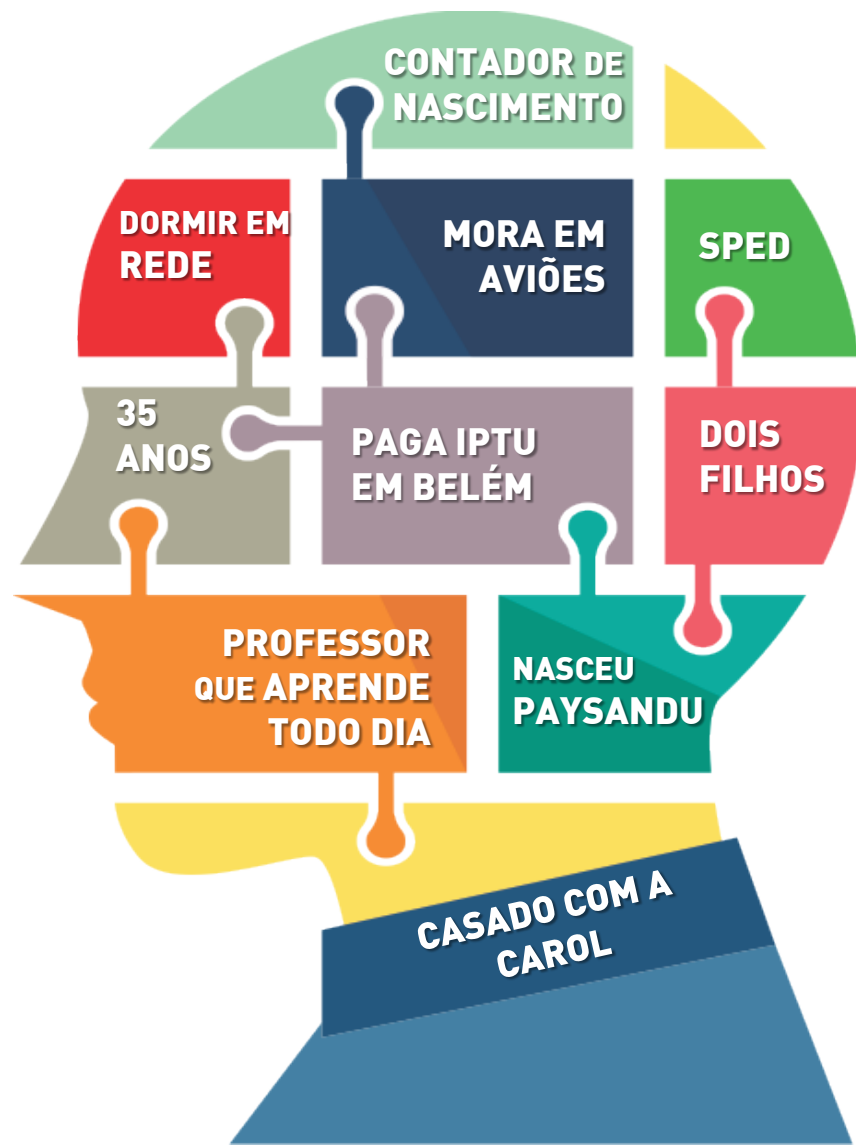 CONTADOR DE
NASCIMENTO
DORMIR EM
REDE
MORA EM
AVIÕES
SPED
35
ANOS
PAGA IPTU
EM BELÉM
DOIS
FILHOS
PROFESSOR
QUE APRENDE
TODO DIA
NASCEU
PAYSANDU
CASADO COM A
CAROL